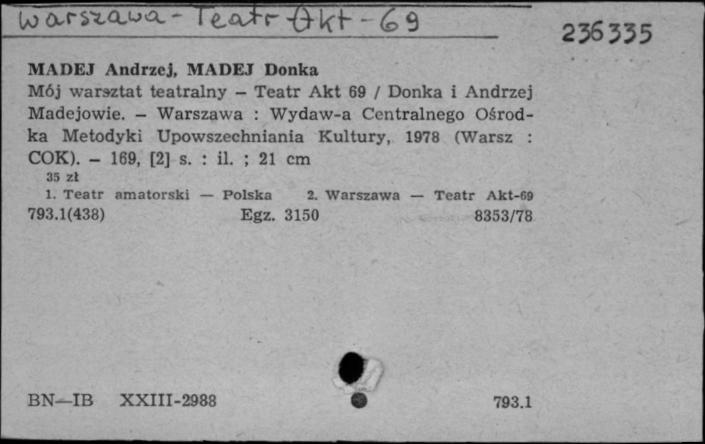 Warszawa - Teatr Akt - 69
236335
MADEJ Andrzej, MADEJ Donka
Mój warsztat teatralny — Teatr Akt 69 / Donka i Andrzej
Madejowie. — Warszawa : Wydaw-a Centralnego Ośrod-
ka Metodyki Upowszechniania Kultury, 1978 (Warsz :
COK). — 169, [2] s. : il. ; 21 cm
35 zł
1. Teatr amatorski — Polska 2. Warszawa — Teatr Akt-69
793.1(438) Egz. 3150 8353/78
BN—IB XXIII-2988 793.1